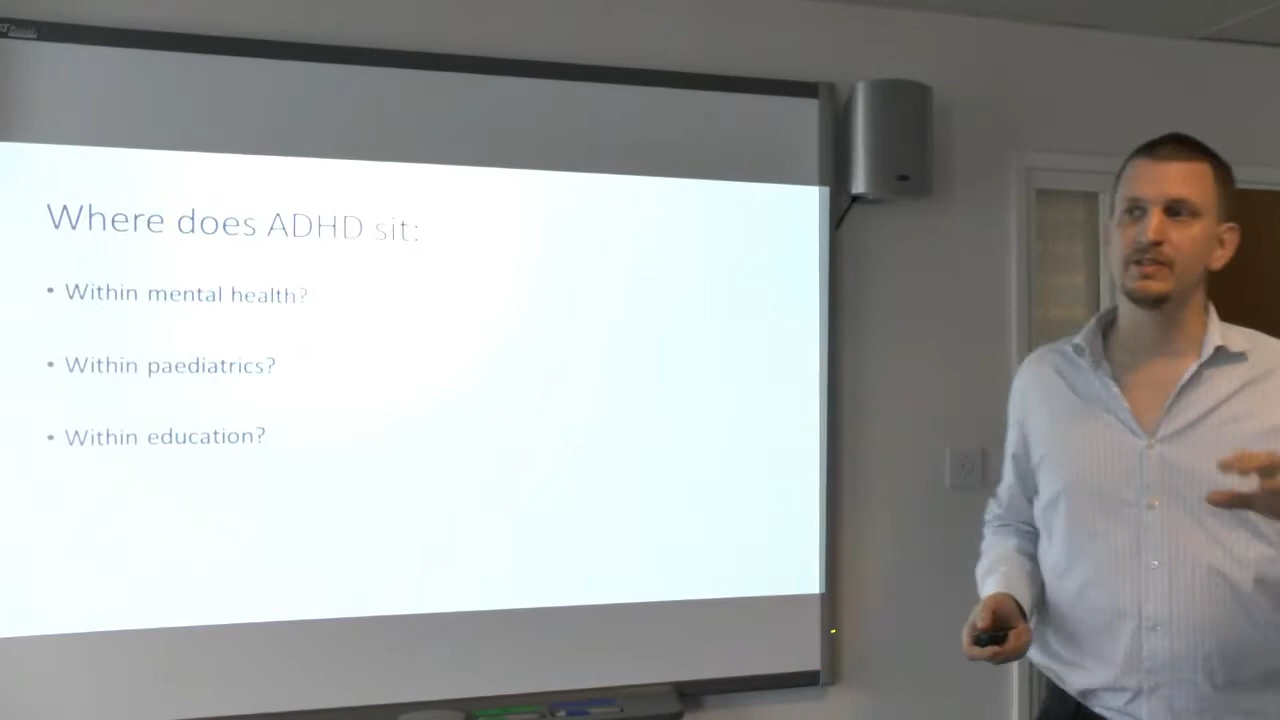 Where does ADHD sit:
• Within mental health?
• Within paediatrics?
• Within education?